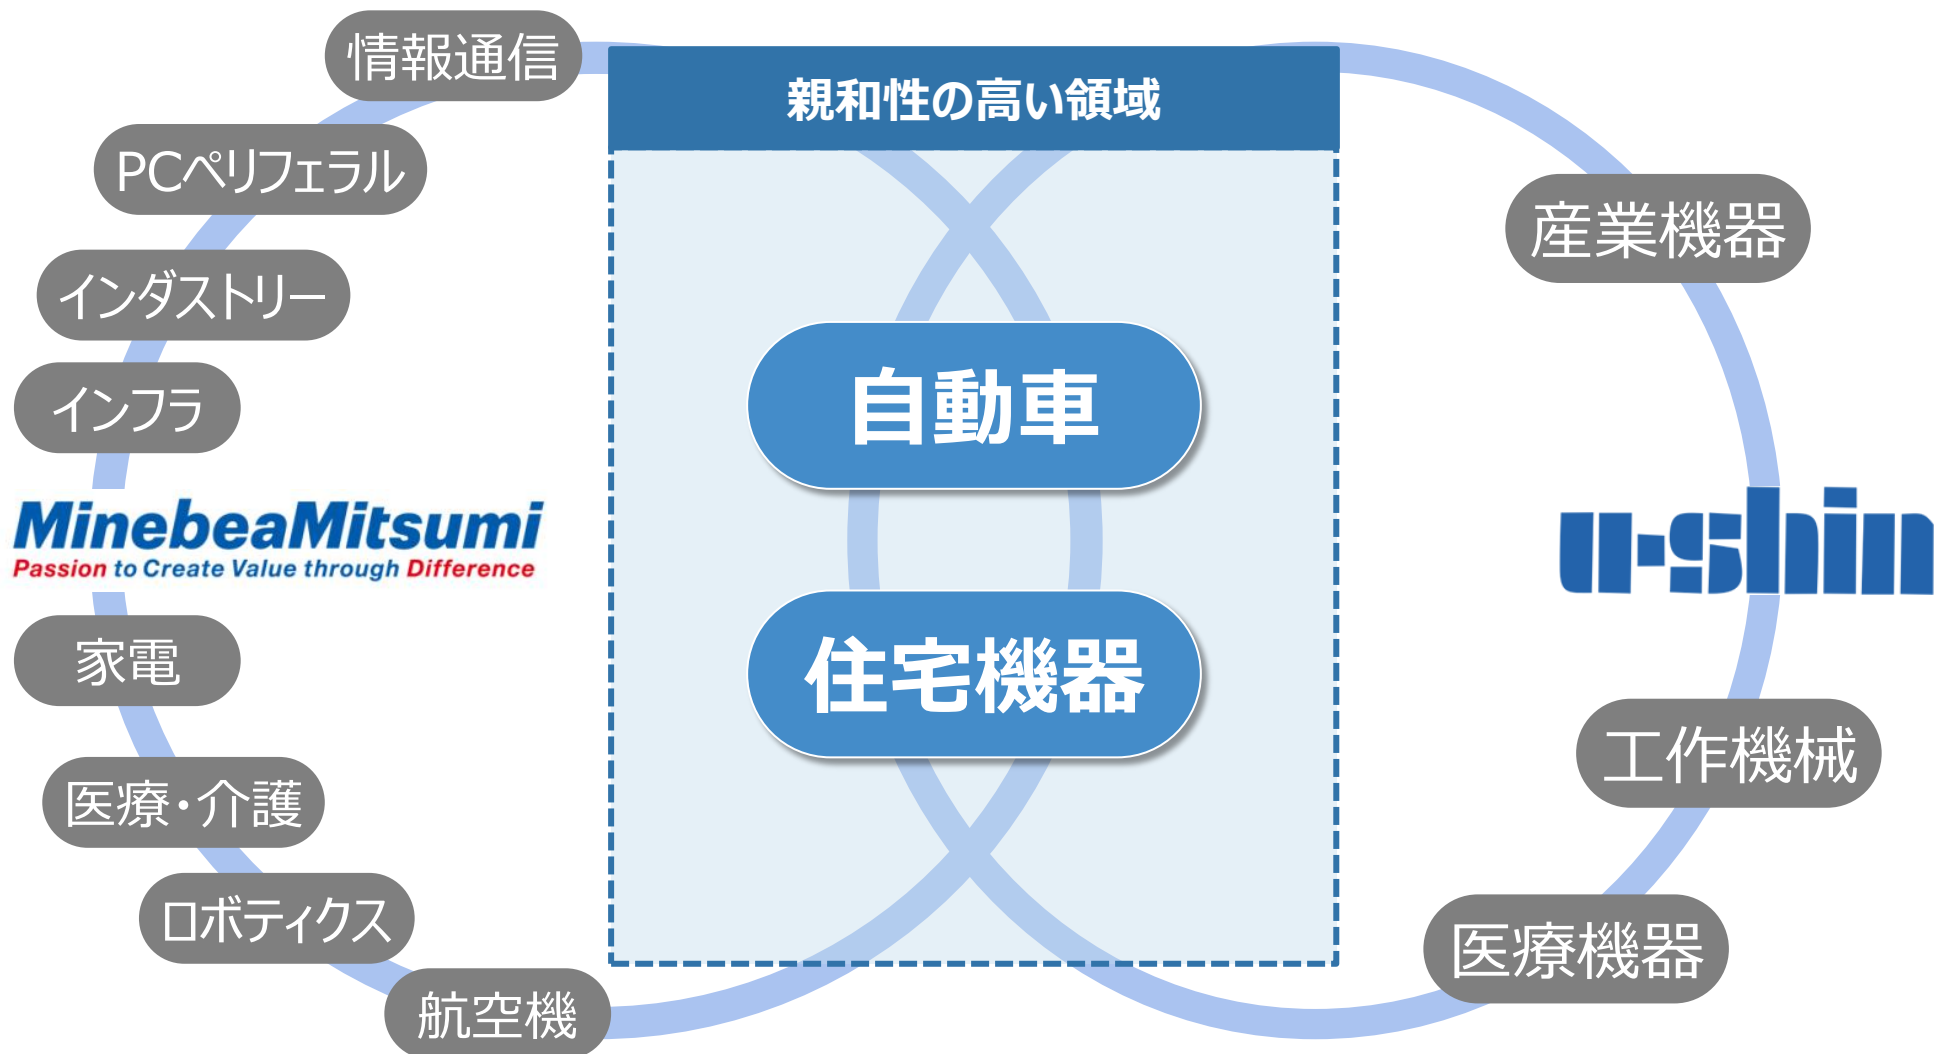 情報通信
PCペリフェラル
インダストリー
インフラ
MinebeaMitsumi
Passion to Create Value through Difference
家電
医療・介護
ロボティクス
航空機
親和性の高い領域
自動車
住宅機器
産業機器
u-shin
工作機械
医療機器